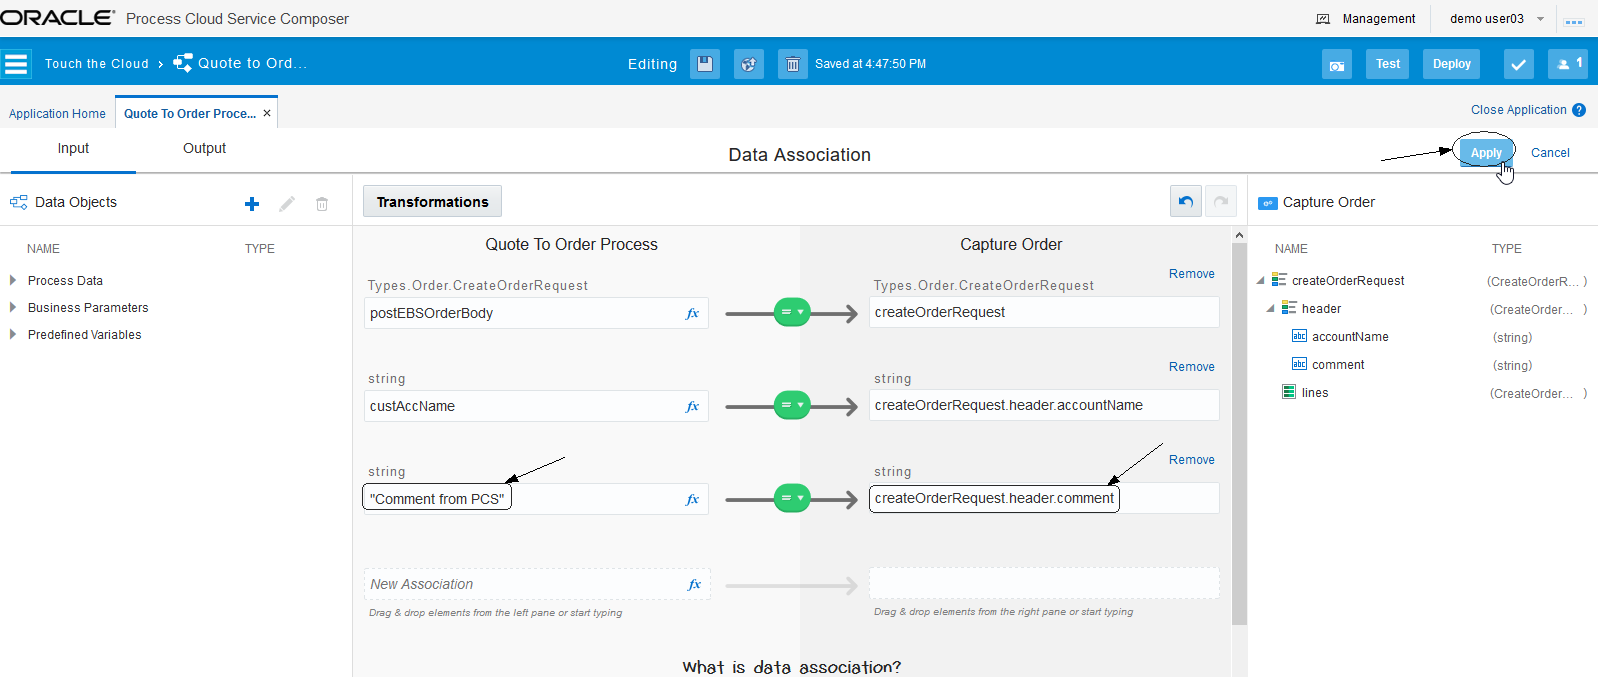 ORACLE® Process Cloud Service Composer
Management
demo user03
Touch the Cloud > Quote to Ord...
Editing
Saved at 4:47:50 PM
Test
Deploy
1
Application Home
Quote To Order Proce... ×
Close Application ?
Input
Output
Data Association
Apply
Cancel
Data Objects
Transformations
Capture Order
NAME
TYPE
Process Data
Business Parameters
Predefined Variables
Quote To Order Process
Capture Order
Remove
Types.Order.CreateOrderRequest
Types.Order.CreateOrderRequest
postEBSOrderBody fx
=
createOrderRequest
Remove
string
string
custAccName fx
=
createOrderRequest.header.accountName
Remove
string
string
"Comment from PCS" fx
=
createOrderRequest.header.comment
New Association fx
Drag & drop elements from the left pane or start typing
Drag & drop elements from the right pane or start typing
What is data association?
NAME
TYPE
createOrderRequest (CreateOrderR... )
header (CreateOrder... )
abc accountName (string)
abc comment (string)
lines (CreateOrder... )